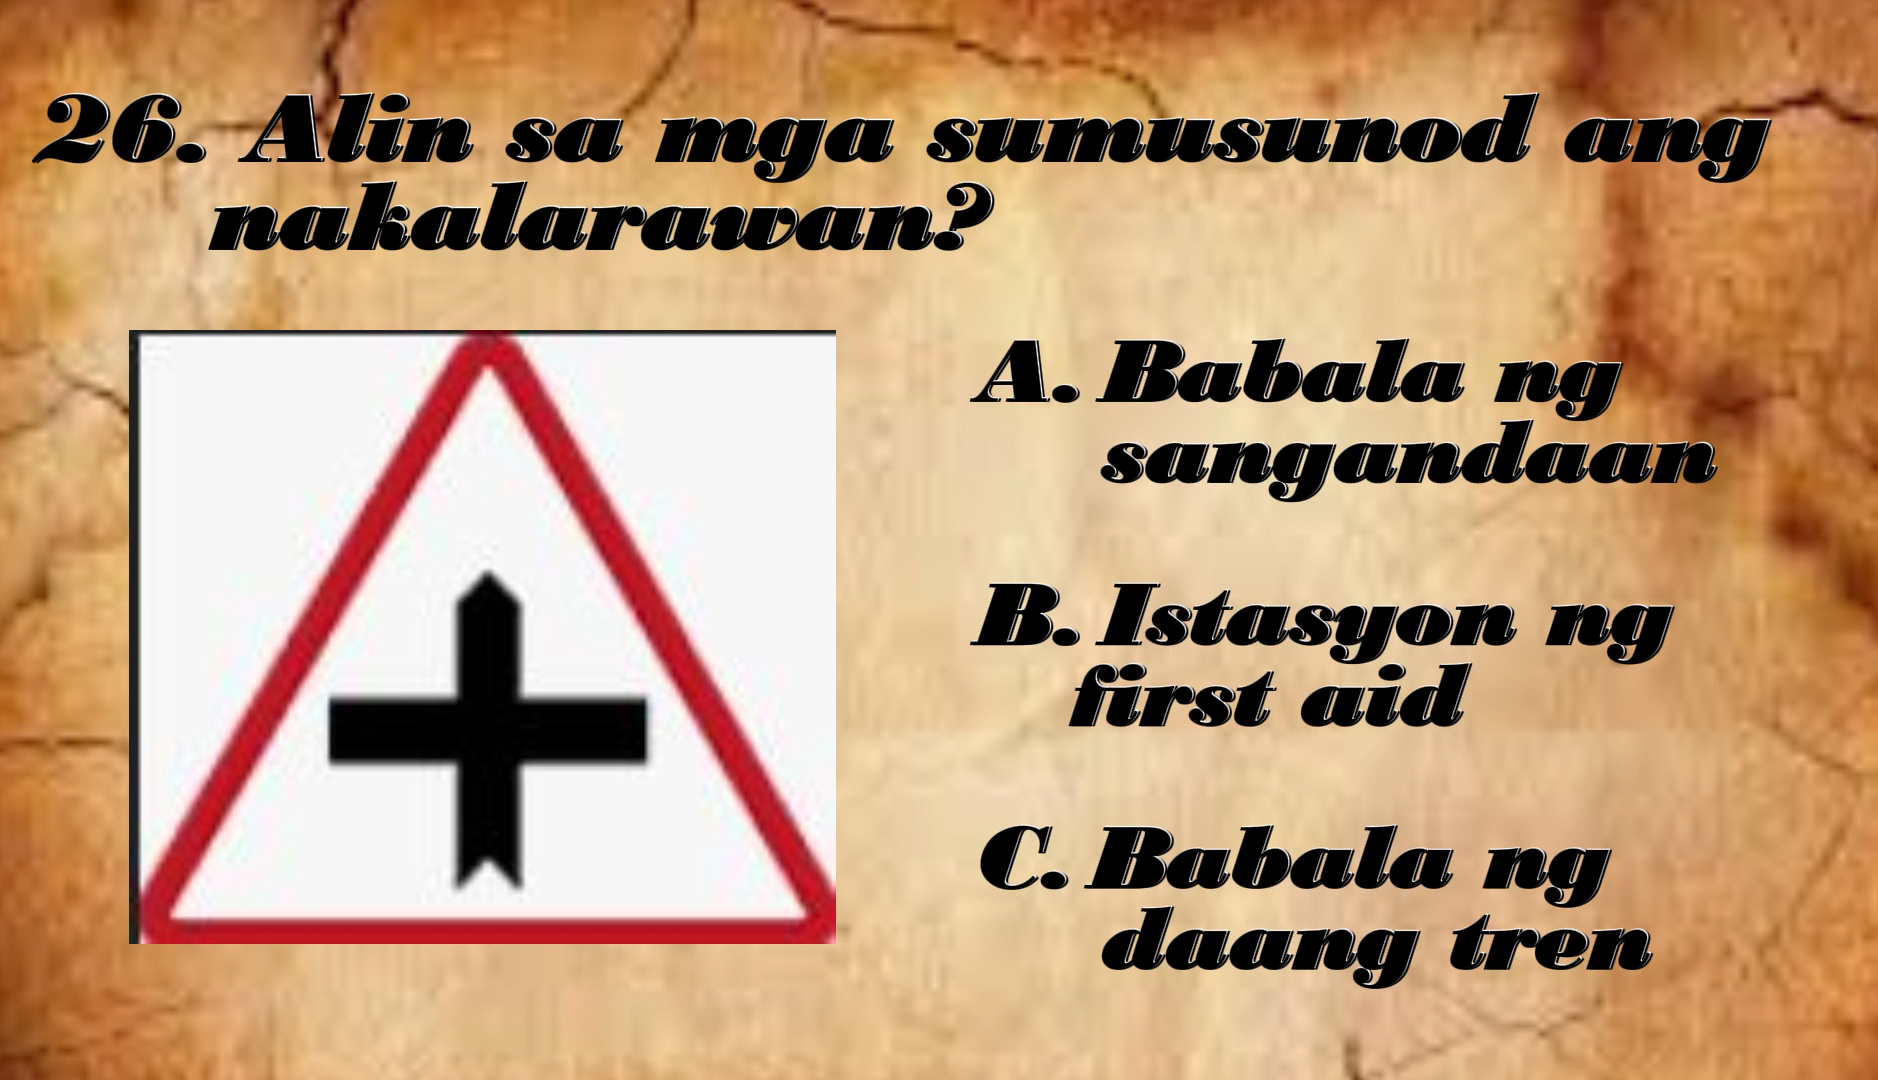 26. Alin sa mga sumusunod ang
nakalarawan?
A. Babala ng
sangandaan
B. Istasyon ng
first aid
C. Babala ng
daang tren